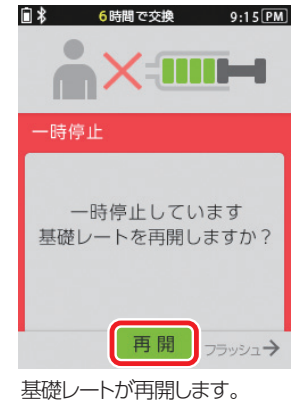 6時間で交換 9:15 PM
一時停止
一時停止しています
基礎レートを再開しますか？
再開 フラッシュ→
基礎レートが再開します。